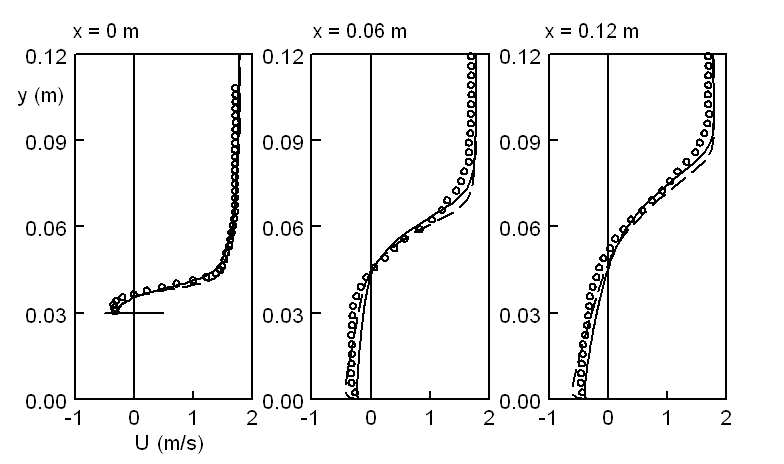 x = 0 m x = 0.06 m x = 0.12 m
0.12 0.12 0.12
y (m)
0.09 0.09 0.09
0.06 0.06 0.06
0.03 0.03 0.03
0.00 0.00 0.00
-1 0 1 2 -1 0 1 2 -1 0 1 2
U (m/s)